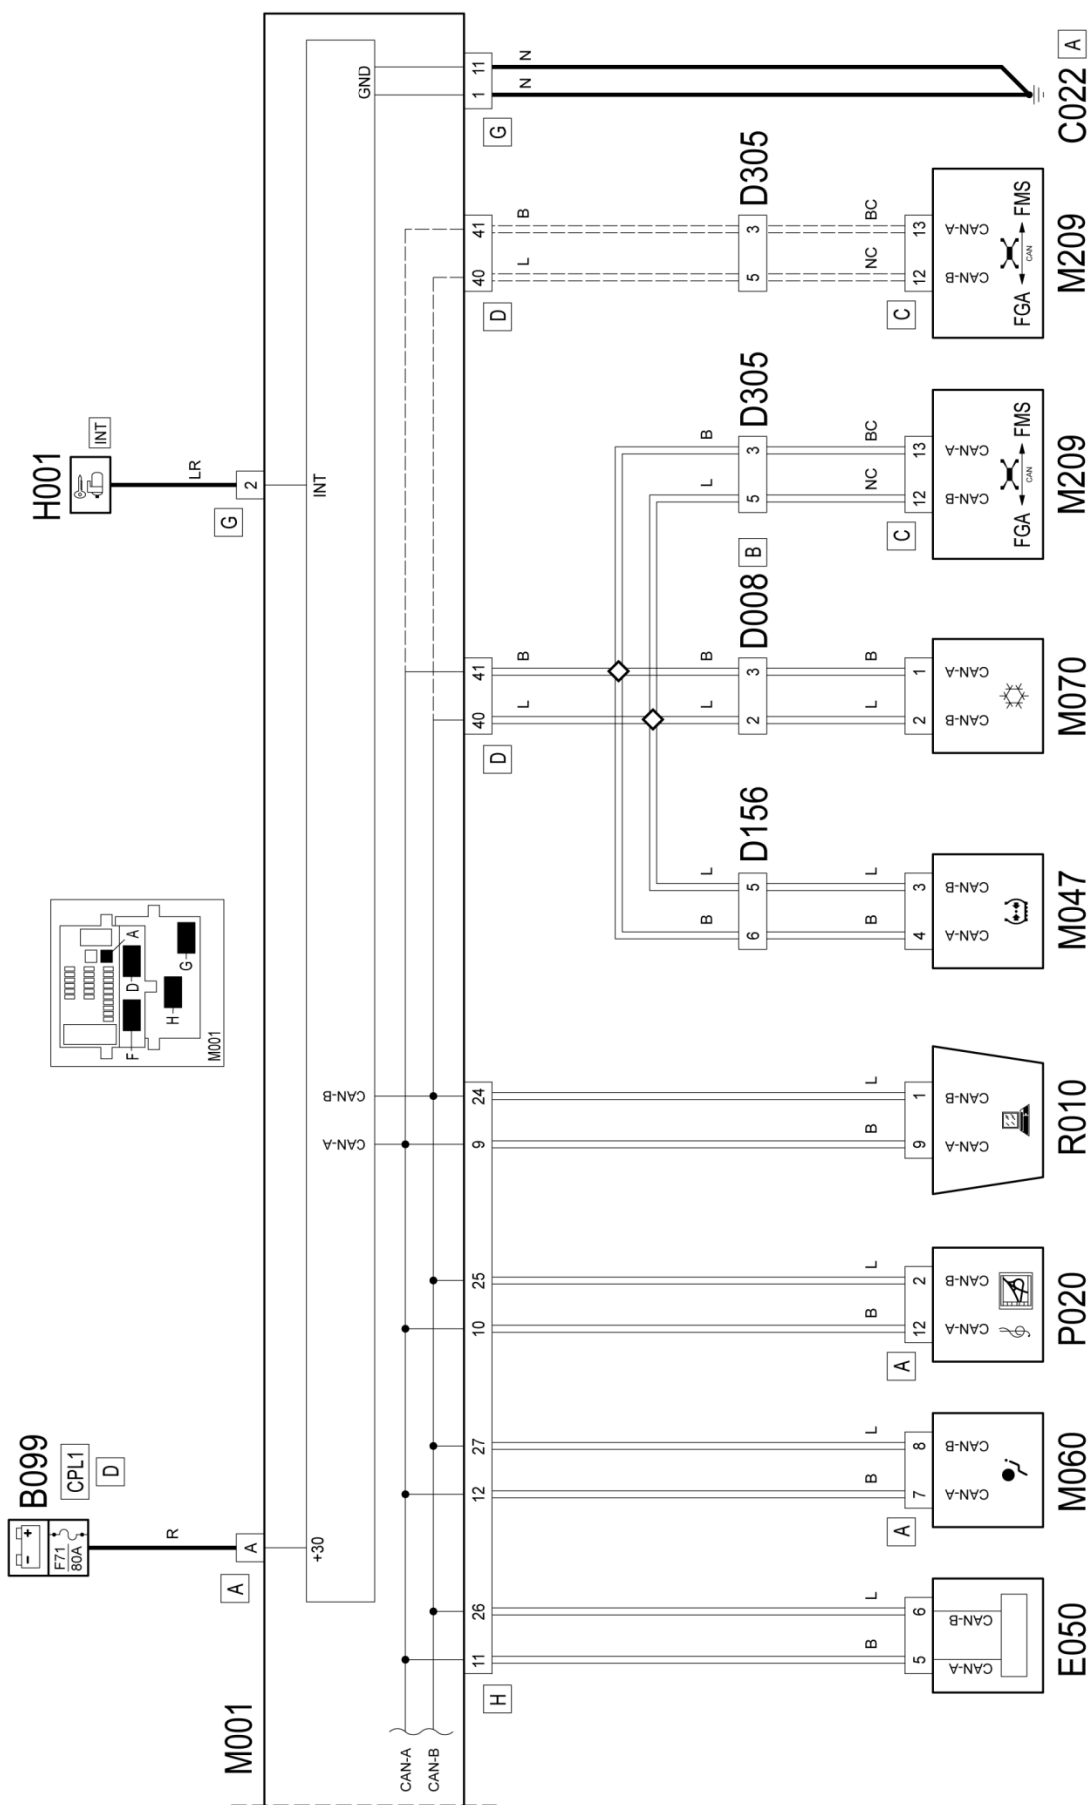 M001
B099
CPL1
D
- +
F71
80A
R
A
A
+30
CAN-A
CAN-B
H001
INT
LR
G
2
INT
M001
F
D
A
H
G
CAN-A
CAN-B
GND
H
11
26
12
27
10
25
9
24
D
40
41
D
40
41
G
1
11
B
L
B
L
N
N
D156
6
5
B
L
D008
B
2
3
L
B
D305
5
3
L
B
D305
5
3
B
L
5
6
CAN-A
CAN-B
E050
B
L
A
7
8
CAN-A
CAN-B
M060
B
L
A
12
2
CAN-A
CAN-B
P020
B
L
9
1
CAN-A
CAN-B
R010
B
L
4
3
CAN-A
CAN-B
M047
L
B
2
1
CAN-B
CAN-A
M070
NC
BC
C
12
13
CAN-B
CAN-A
FGA CAN FMS
M209
NC
BC
C
12
13
CAN-B
CAN-A
FGA CAN FMS
M209
C022
A